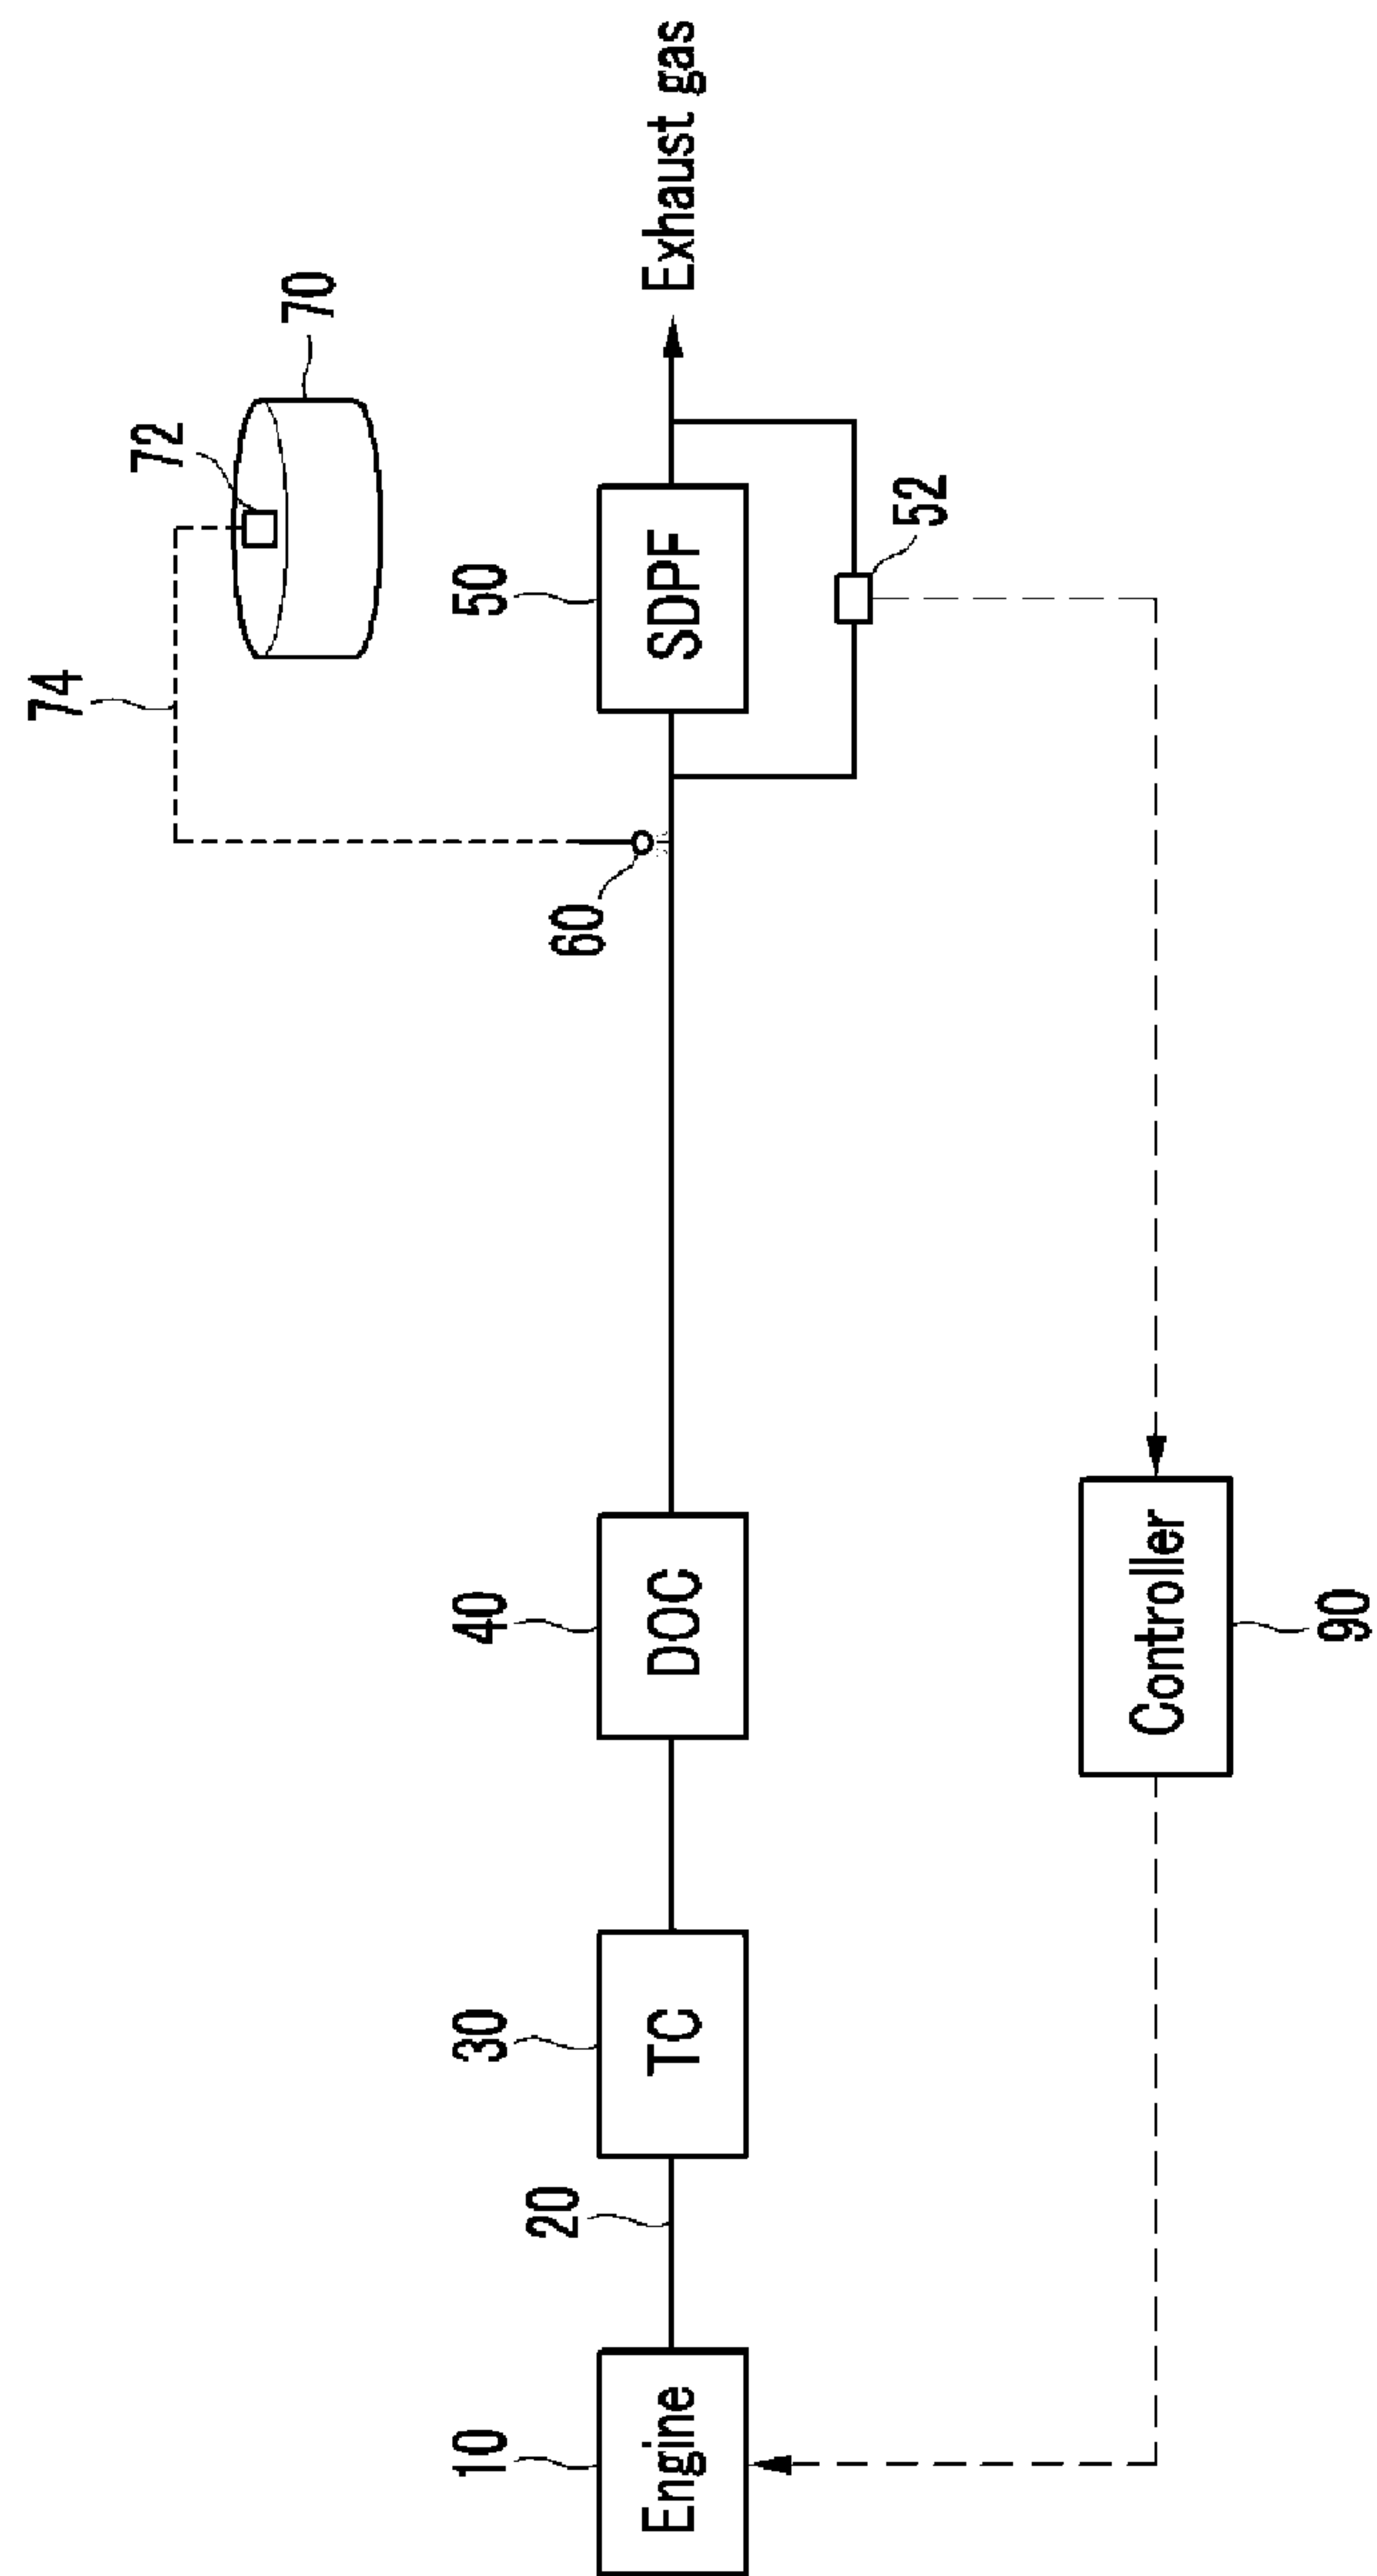 74
72
70
10
20
30
40
60
50
Engine
TC
DOC
SDPF
Exhaust gas
52
Controller
90